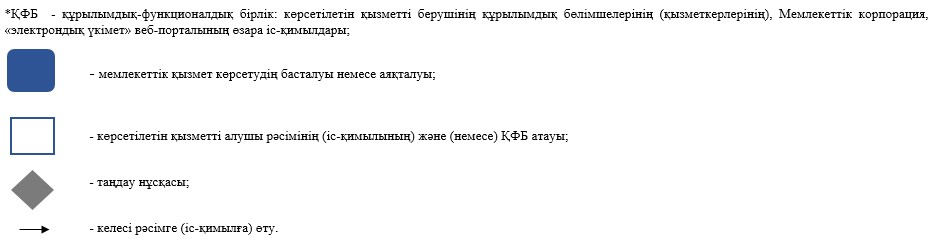 *ҚФБ - құрылымдық-функционалдық бірлік: көрсетілетін қызметті берушінің құрылымдық бөлімшелерінің (қызметкерлерінің), Мемлекеттік корпорация,
«электрондық үкімет» веб-порталының өзара іс-қимылдары;
- мемлекеттік қызмет көрсетудің басталуы немесе аяқталуы;
- көрсетілетін қызметті алушы рәсімінің (іс-қимылының) және (немесе) ҚФБ атауы;
- таңдау нұсқасы;
- келесі рәсімге (іс-қимылға) өту.